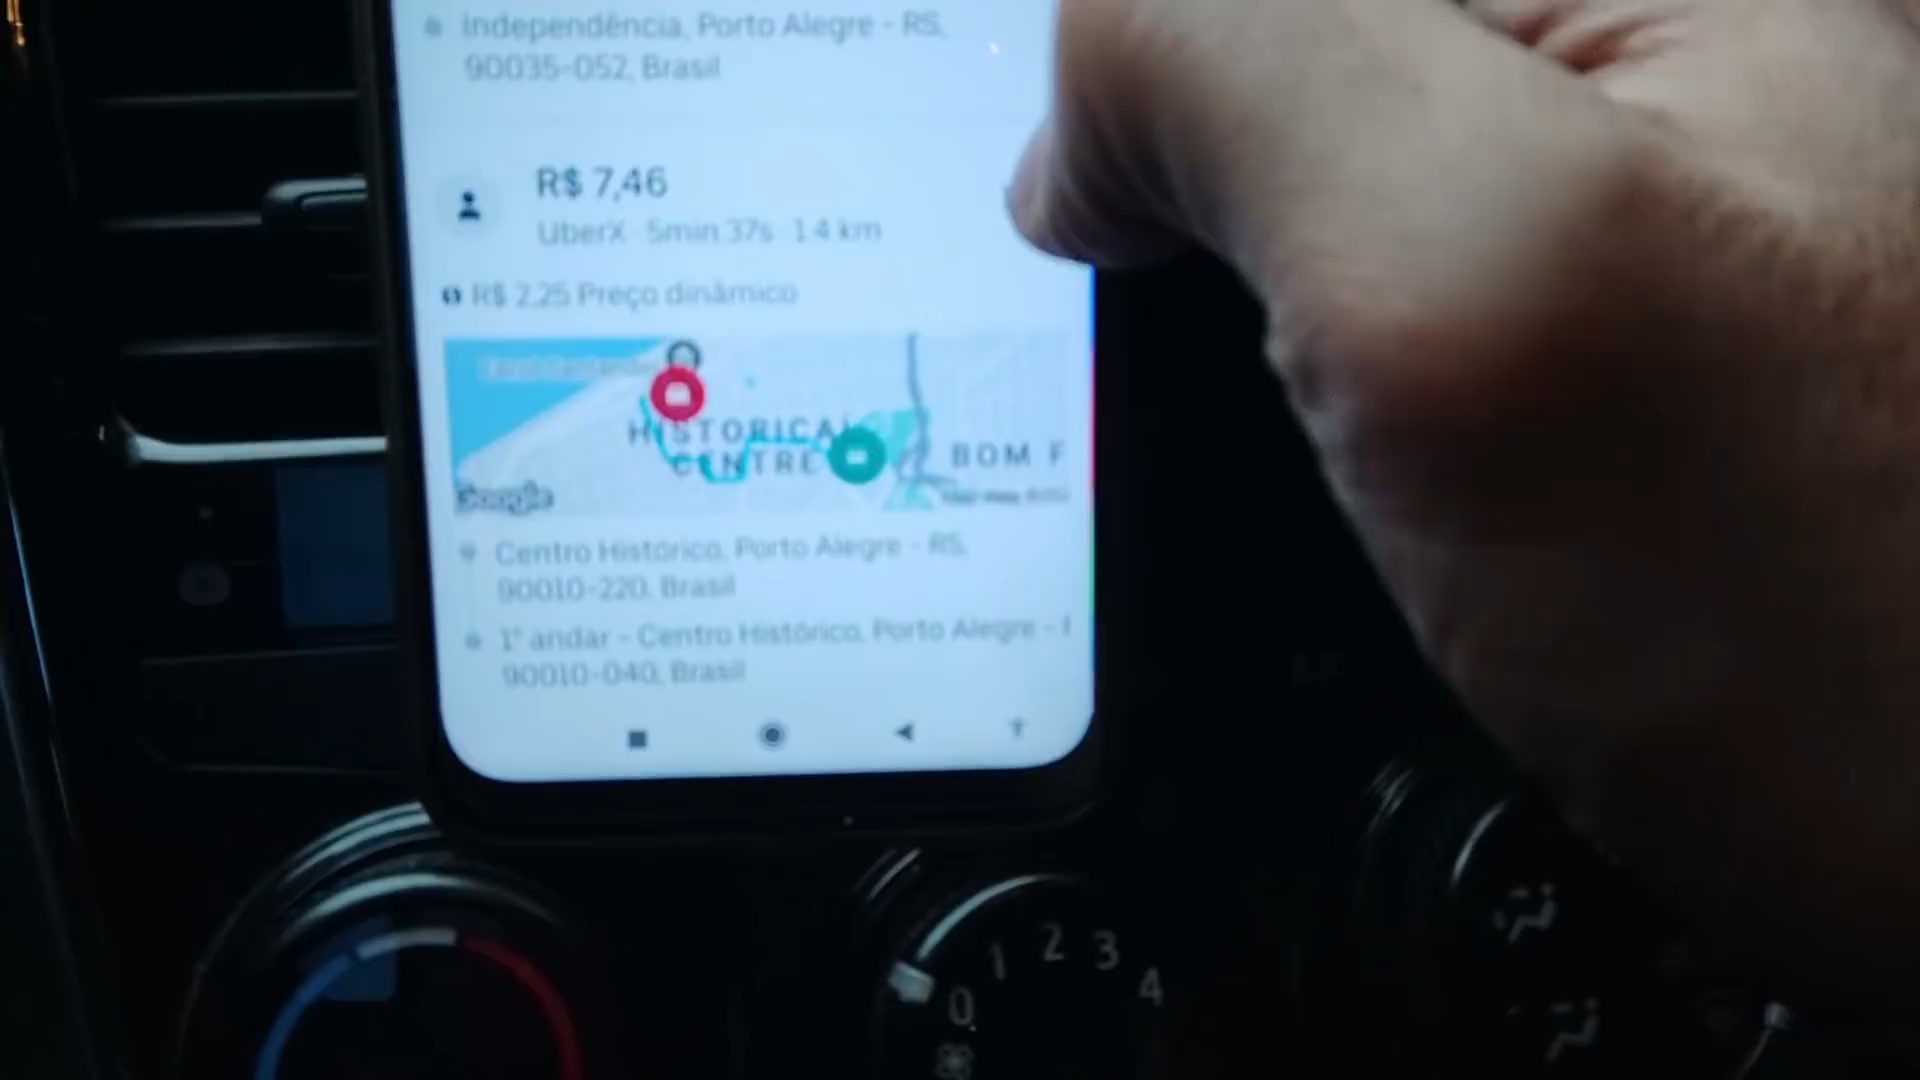 Independência, Porto Alegre - RS,
90035-052, Brasil
R$ 7,46
UberX · 5min 37s · 1.4 km
R$ 2,25 Preço dinâmico
HISTORICAL
CENTRE
BOM F
Google
Centro Histórico, Porto Alegre - RS,
90010-220, Brasil
1° andar - Centro Histórico, Porto Alegre -
90010-040, Brasil
0
1
2
3
4